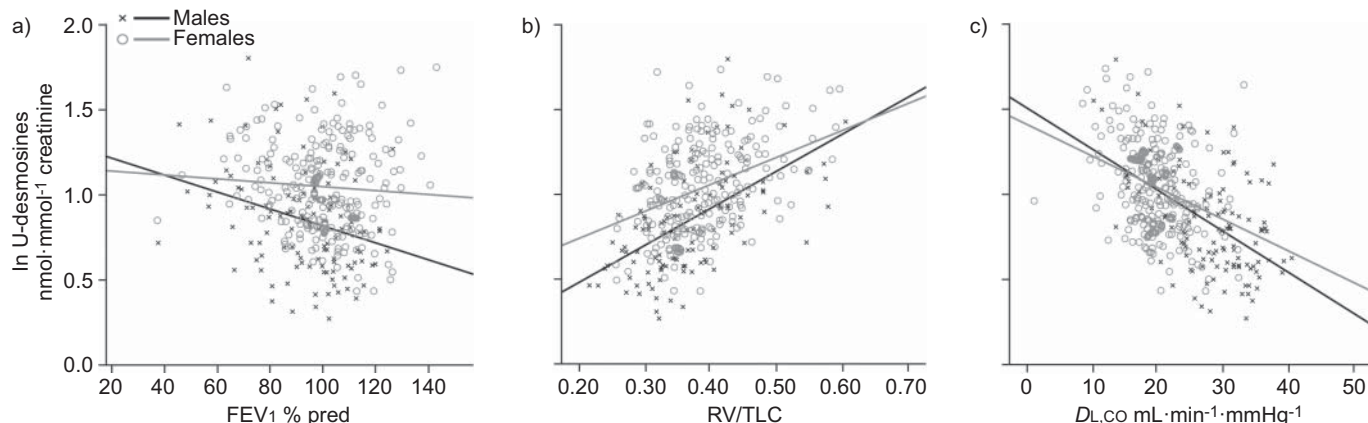 a)
Males
Females
ln U-desmosines
nmol·mmol⁻¹ creatinine
2.0
1.5
1.0
0.5
0.0
20 40 60 80 100 120 140
FEV1 % pred
b)
0.20 0.30 0.40 0.50 0.60 0.70
RV/TLC
c)
0 10 20 30 40 50
DL,CO mL·min⁻¹·mmHg⁻¹